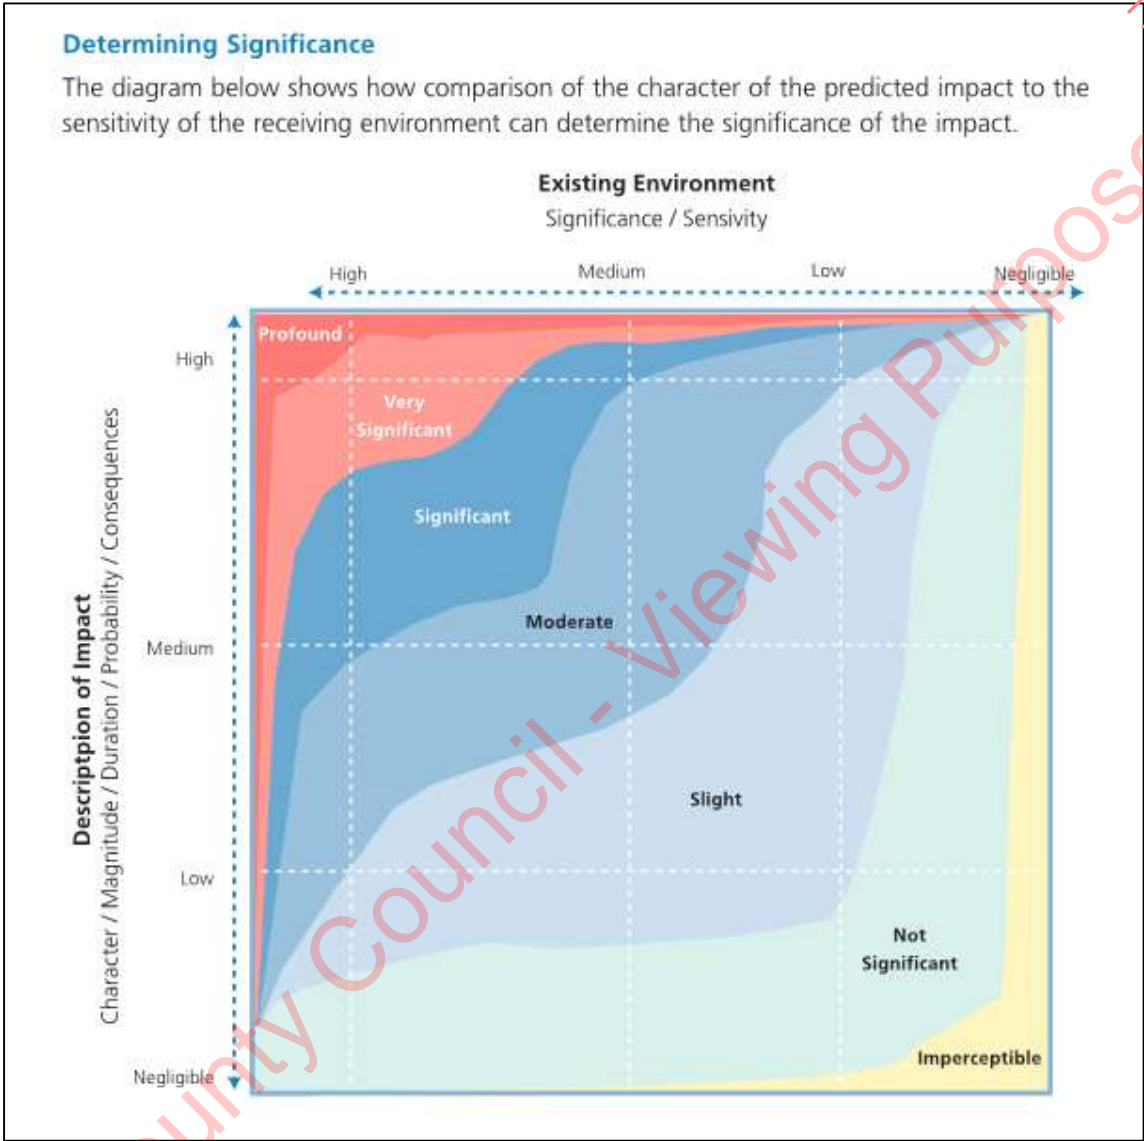 Determining Significance
The diagram below shows how comparison of the character of the predicted impact to the
sensitivity of the receiving environment can determine the significance of the impact.
Existing Environment
Significance / Sensivity
High
Medium
Low
Negligible
Profound
High
Very
Significant
Significant
Moderate
Medium
Slight
Low
Not
Significant
Imperceptible
Negligible
Descriptpion of Impact
Character / Magnitude / Duration / Probability / Consequences
Council - Viewing